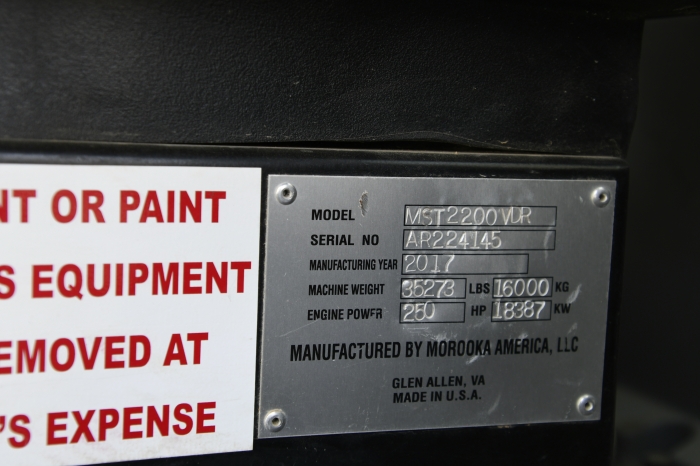 NT OR PAINT
S EQUIPMENT
EMOVED AT
'S EXPENSE
MODEL MST2200VDR
SERIAL NO AR224145
MANUFACTURING YEAR 2017
MACHINE WEIGHT 35273 LBS 16000 KG
ENGINE POWER 250 HP 18387 KW
MANUFACTURED BY MOROOKA AMERICA, LLC
GLEN ALLEN, VA
MADE IN U.S.A.